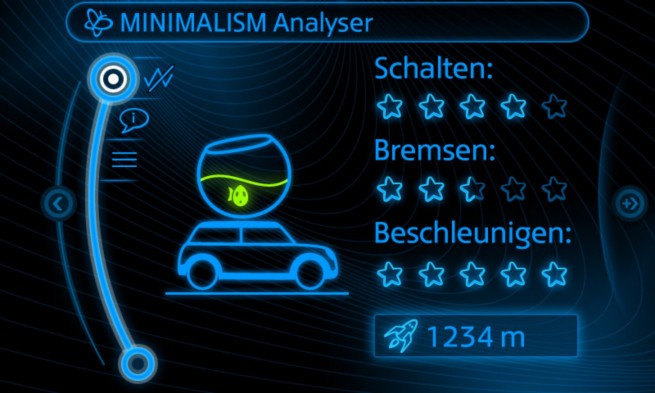 MINIMALISM Analyser
Schalten:
Bremsen:
Beschleunigen:
1234 m